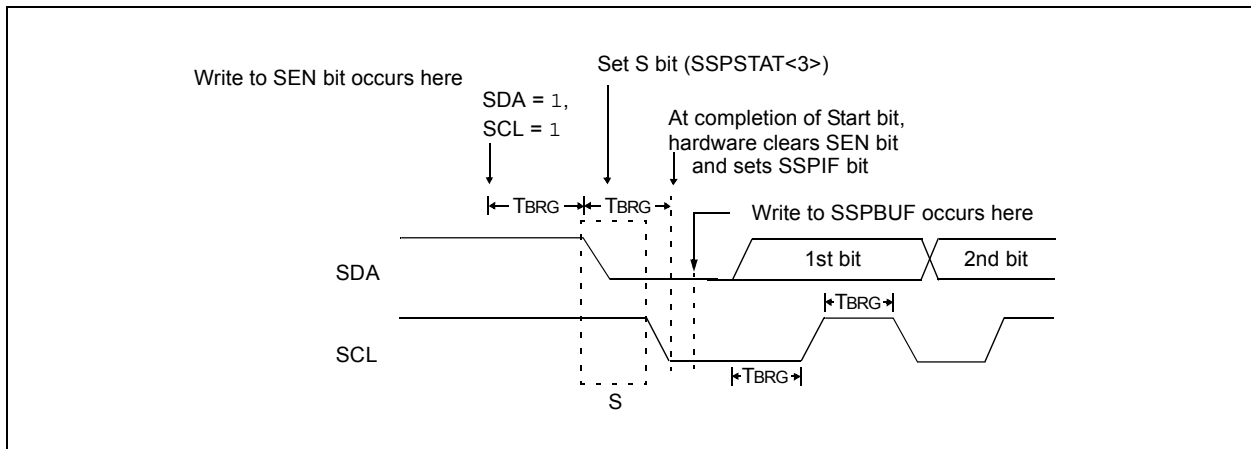 Write to SEN bit occurs here
Set S bit (SSPSTAT<3>)
SDA = 1,
SCL = 1
At completion of Start bit,
hardware clears SEN bit
and sets SSPIF bit
TBRG
TBRG
Write to SSPBUF occurs here
SDA
1st bit
2nd bit
TBRG
SCL
TBRG
S